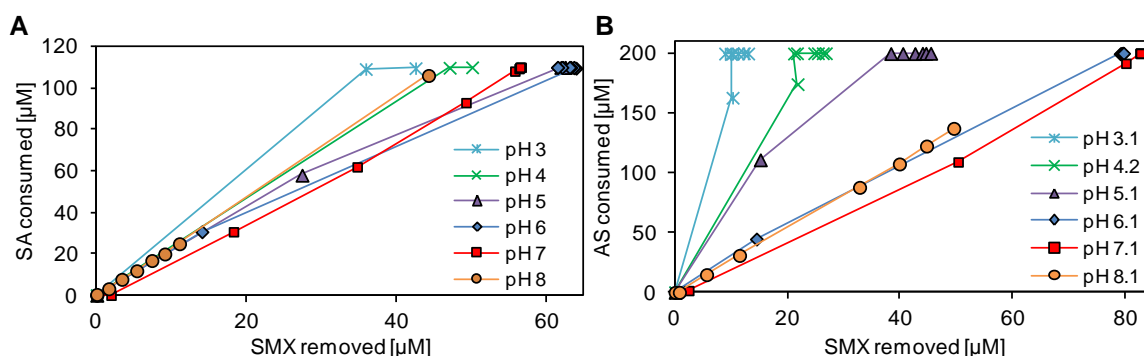 A
SA consumed [µM]
120
100
80
60
40
20
0
0
20
40
60
SMX removed [µM]
pH 3
pH 4
pH 5
pH 6
pH 7
pH 8
B
AS consumed [µM]
200
150
100
50
0
0
20
40
60
80
SMX removed [µM]
pH 3.1
pH 4.2
pH 5.1
pH 6.1
pH 7.1
pH 8.1